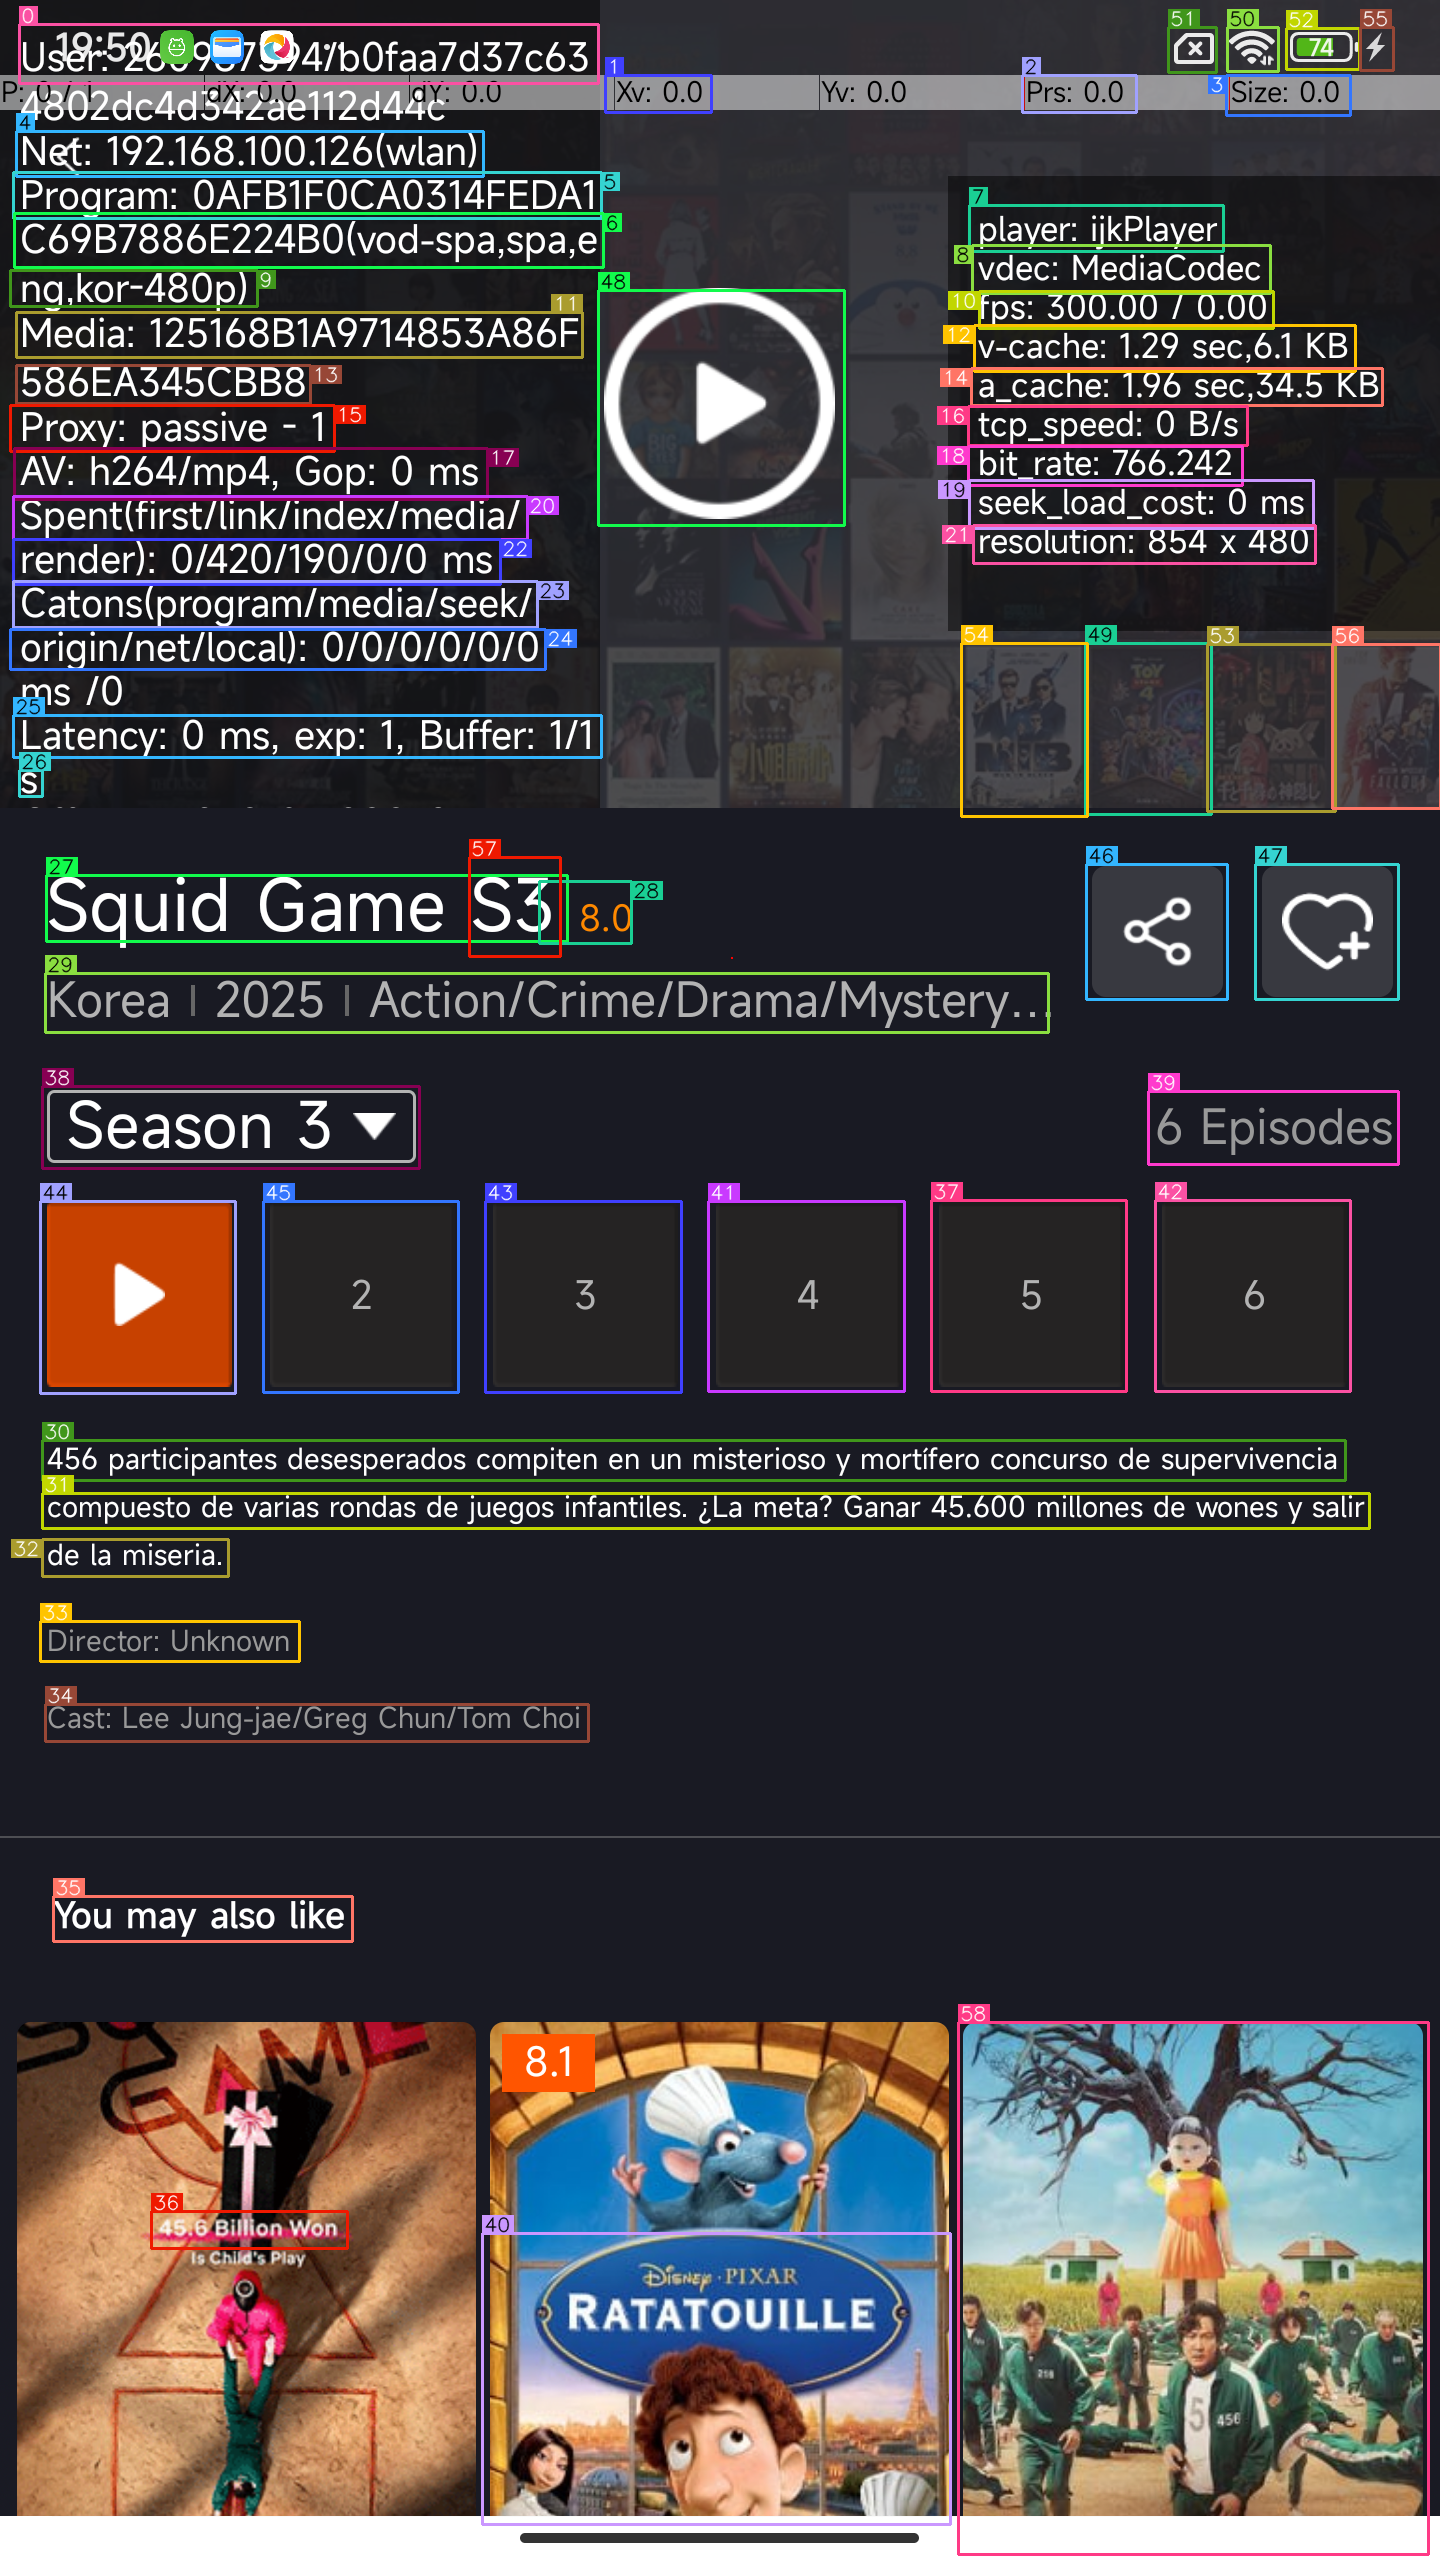 19:50
74
User: 260987394/b0faa7d37c63
4802dc4d342ae112d44c
P: 0 / 1
dX: 0.0
dY: 0.0
Xv: 0.0
Yv: 0.0
Prs: 0.0
Size: 0.0
Net: 192.168.100.126(wlan)
Program: 0AFB1F0CA0314FEDA1
C69B7886E224B0(vod-spa,spa,e
ng,kor-480p)
Media: 125168B1A9714853A86F
586EA345CBB8
Proxy: passive - 1
AV: h264/mp4, Gop: 0 ms
Spent(first/link/index/media/
render): 0/420/190/0/0 ms
Catons(program/media/seek/
origin/net/local): 0/0/0/0/0/0
ms /0
Latency: 0 ms, exp: 1, Buffer: 1/1
s
player: ijkPlayer
vdec: MediaCodec
fps: 300.00 / 0.00
v-cache: 1.29 sec,6.1 KB
a_cache: 1.96 sec,34.5 KB
tcp_speed: 0 B/s
bit_rate: 766.242
seek_load_cost: 0 ms
resolution: 854 x 480
Squid Game S3 8.0
Korea | 2025 | Action/Crime/Drama/Mystery...
Season 3
6 Episodes
2
3
4
5
6
456 participantes desesperados compiten en un misterioso y mortífero concurso de supervivencia
compuesto de varias rondas de juegos infantiles. ¿La meta? Ganar 45.600 millones de wones y salir
de la miseria.
Director: Unknown
Cast: Lee Jung-jae/Greg Chun/Tom Choi
You may also like
GAME
45.6 Billion Won
Is Child's Play
8.1
DISNEY · PIXAR
RATATOUILLE
456